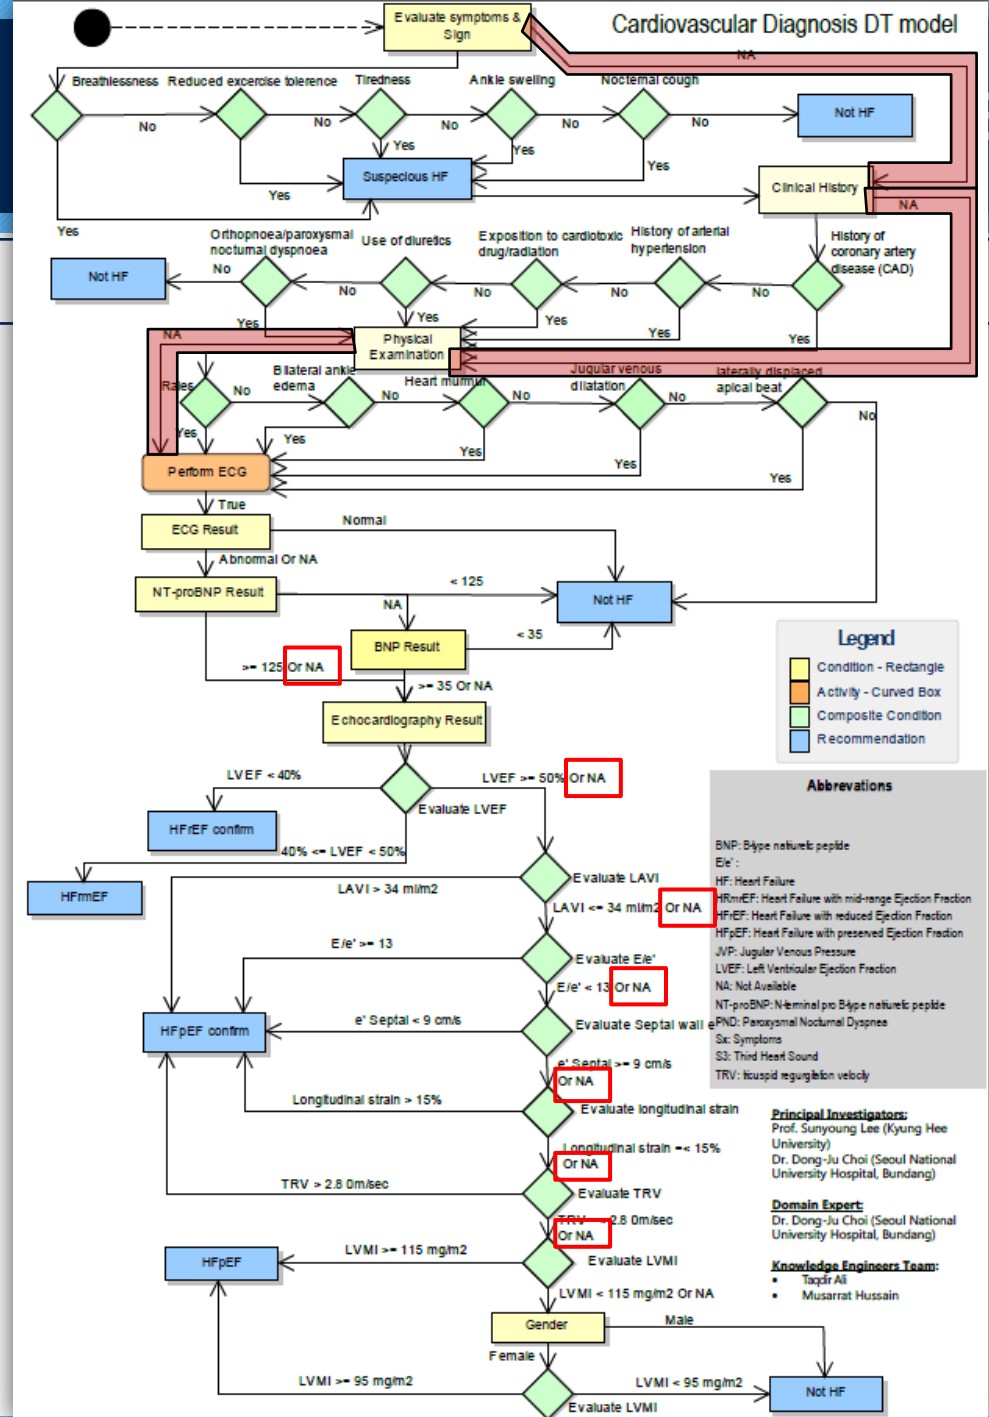 Cardiovascular Diagnosis DT model
Evaluate symptoms &
Sign
NA
Breathlessness
Reduced excercise tolerence
Tiredness
Ankle swelling
Nocternal cough
No
No
No
No
No
Not HF
Yes
Yes
Yes
Yes
Yes
Suspecious HF
Clinical History
NA
Orthopnoea/paroxysmal
nocturnal dyspnoea
Use of diuretics
Exposition to cardiotoxic
drug/radiation
History of arterial
hypertension
History of
coronary artery
disease (CAD)
Not HF
No
No
No
No
No
Yes
Yes
Yes
Yes
Yes
NA
Physical
Examination
Rales
Bilateral ankle
edema
Heart murmur
Jugular venous
dilatation
laterally displaced
apical beat
No
No
No
No
No
Yes
Yes
Yes
Yes
Yes
Perform ECG
True
ECG Result
Normal
Abnormal Or NA
NT-proBNP Result
< 125
NA
Not HF
BNP Result
< 35
>= 125 Or NA
>= 35 Or NA
Echocardiography Result
Legend
Condition - Rectangle
Activity - Curved Box
Composite Condition
Recommendation
LVEF < 40%
LVEF >= 50% Or NA
Evaluate LVEF
HFrEF confirm
40% <= LVEF < 50%
HFrmEF
Evaluate LAVI
LAVI > 34 ml/m2
LAVI <= 34 ml/m2 Or NA
E/e' >= 13
Evaluate E/e'
E/e' < 13 Or NA
HFpEF confirm
e' Septal < 9 cm/s
Evaluate Septal wall e
e' Septal >= 9 cm/s
Or NA
Longitudinal strain > 15%
Evaluate longitudinal strain
Longitudinal strain =< 15%
Or NA
TRV > 2.8 0m/sec
Evaluate TRV
2.8 0m/sec
Or NA
HFpEF
LVMI >= 115 mg/m2
Evaluate LVMI
LVMI < 115 mg/m2 Or NA
Gender
Male
Female
LVMI >= 95 mg/m2
LVMI < 95 mg/m2
Evaluate LVMI
Not HF
Abbrevations
BNP: B-type natiuretic peptide
E/e' :
HF: Heart Failure
HRmrEF: Heart Failure with mid-range Ejection Fraction
HFrEF: Heart Failure with reduced Ejection Fraction
HFpEF: Heart Failure with preserved Ejection Fraction
JVP: Jugular Venous Pressure
LVEF: Left Ventricular Ejection Fraction
NA: Not Available
NT-proBNP: N-terminal pro B-type natiuretic peptide
PND: Paroxysmal Nocturnal Dyspnea
Sx: Symptoms
S3: Third Heart Sound
TRV: tricuspid regurgitation velocity
Principal Investigators:
Prof. Sunyoung Lee (Kyung Hee
University)
Dr. Dong-Ju Choi (Seoul National
University Hospital, Bundang)
Domain Expert:
Dr. Dong-Ju Choi (Seoul National
University Hospital, Bundang)
Knowledge Engineers Team:
• Taqdir Ali
• Musarrat Hussain